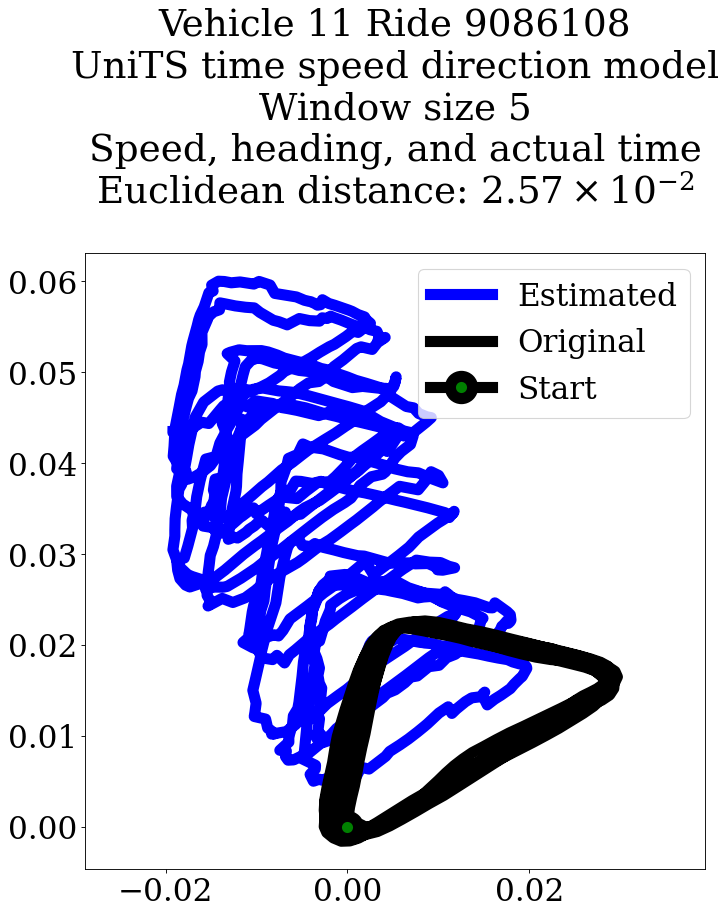 Vehicle 11 Ride 9086108
UniTS time speed direction model
Window size 5
Speed, heading, and actual time
Euclidean distance: 2.57 × 10⁻²
Estimated
Original
Start
0.06
0.05
0.04
0.03
0.02
0.01
0.00
−0.02 0.00 0.02